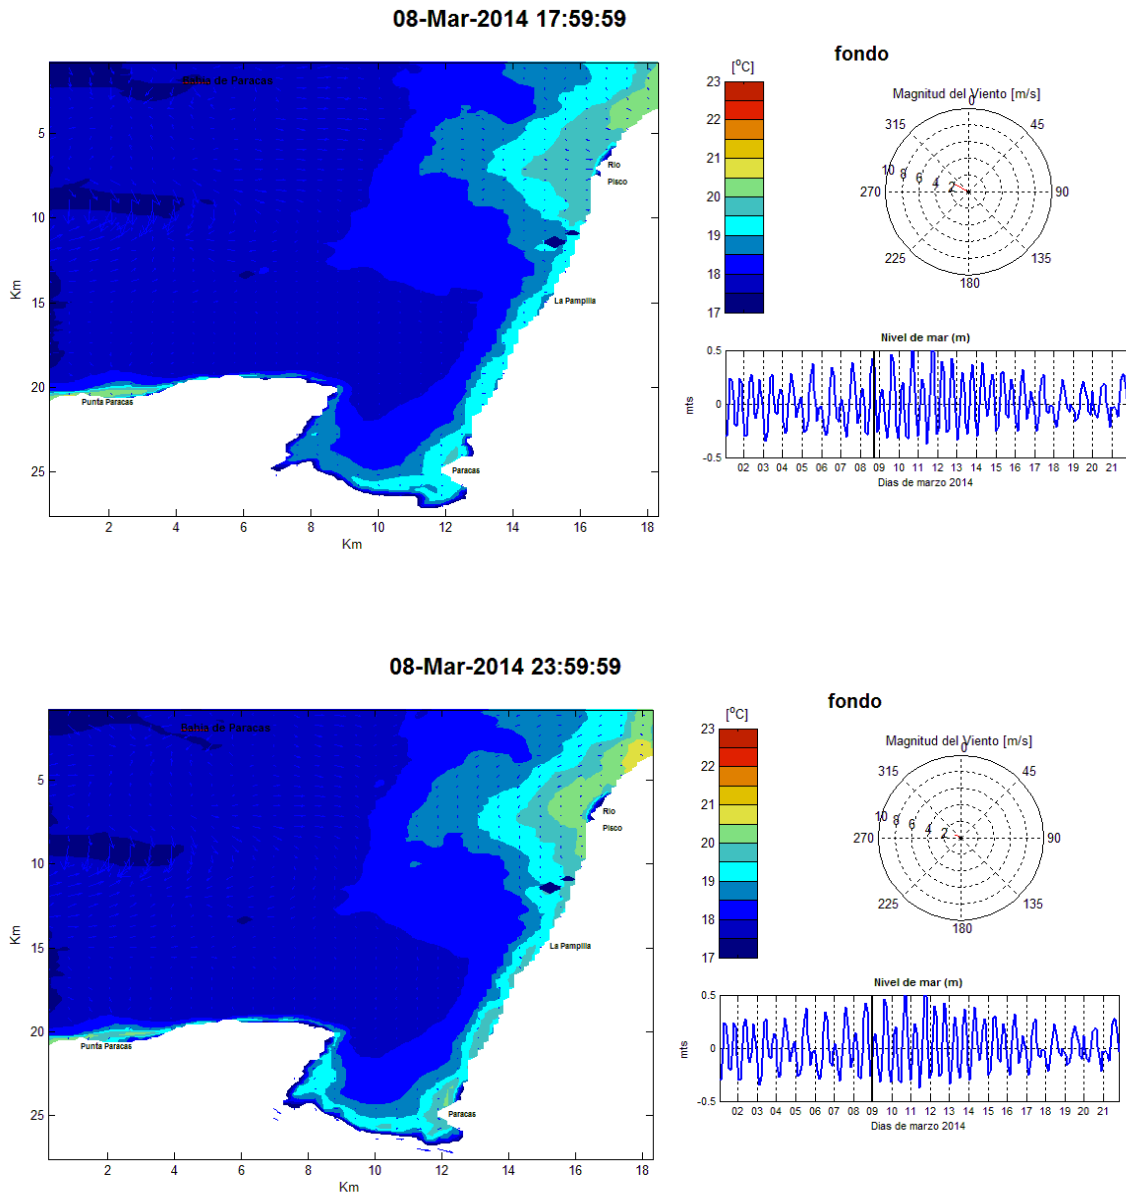 08-Mar-2014 17:59:59
fondo
[°C]
23
22
21
20
19
18
17
Magnitud del Viento [m/s]
0
45
90
135
180
225
270
315
10 8 6 4 2
Bahia de Paracas
Rio
Pisco
La Pampilla
Punta Paracas
Paracas
5
10
15
20
25
Km
2 4 6 8 10 12 14 16 18
Km
Nivel de mar (m)
0.5
0
-0.5
mts
02 03 04 05 06 07 08 09 10 11 12 13 14 15 16 17 18 19 20 21
Dias de marzo 2014
08-Mar-2014 23:59:59
fondo
[°C]
23
22
21
20
19
18
17
Magnitud del Viento [m/s]
0
45
90
135
180
225
270
315
10 8 6 4 2
Bahia de Paracas
Rio
Pisco
La Pampilla
Punta Paracas
Paracas
5
10
15
20
25
Km
2 4 6 8 10 12 14 16 18
Km
Nivel de mar (m)
0.5
0
-0.5
mts
02 03 04 05 06 07 08 09 10 11 12 13 14 15 16 17 18 19 20 21
Dias de marzo 2014